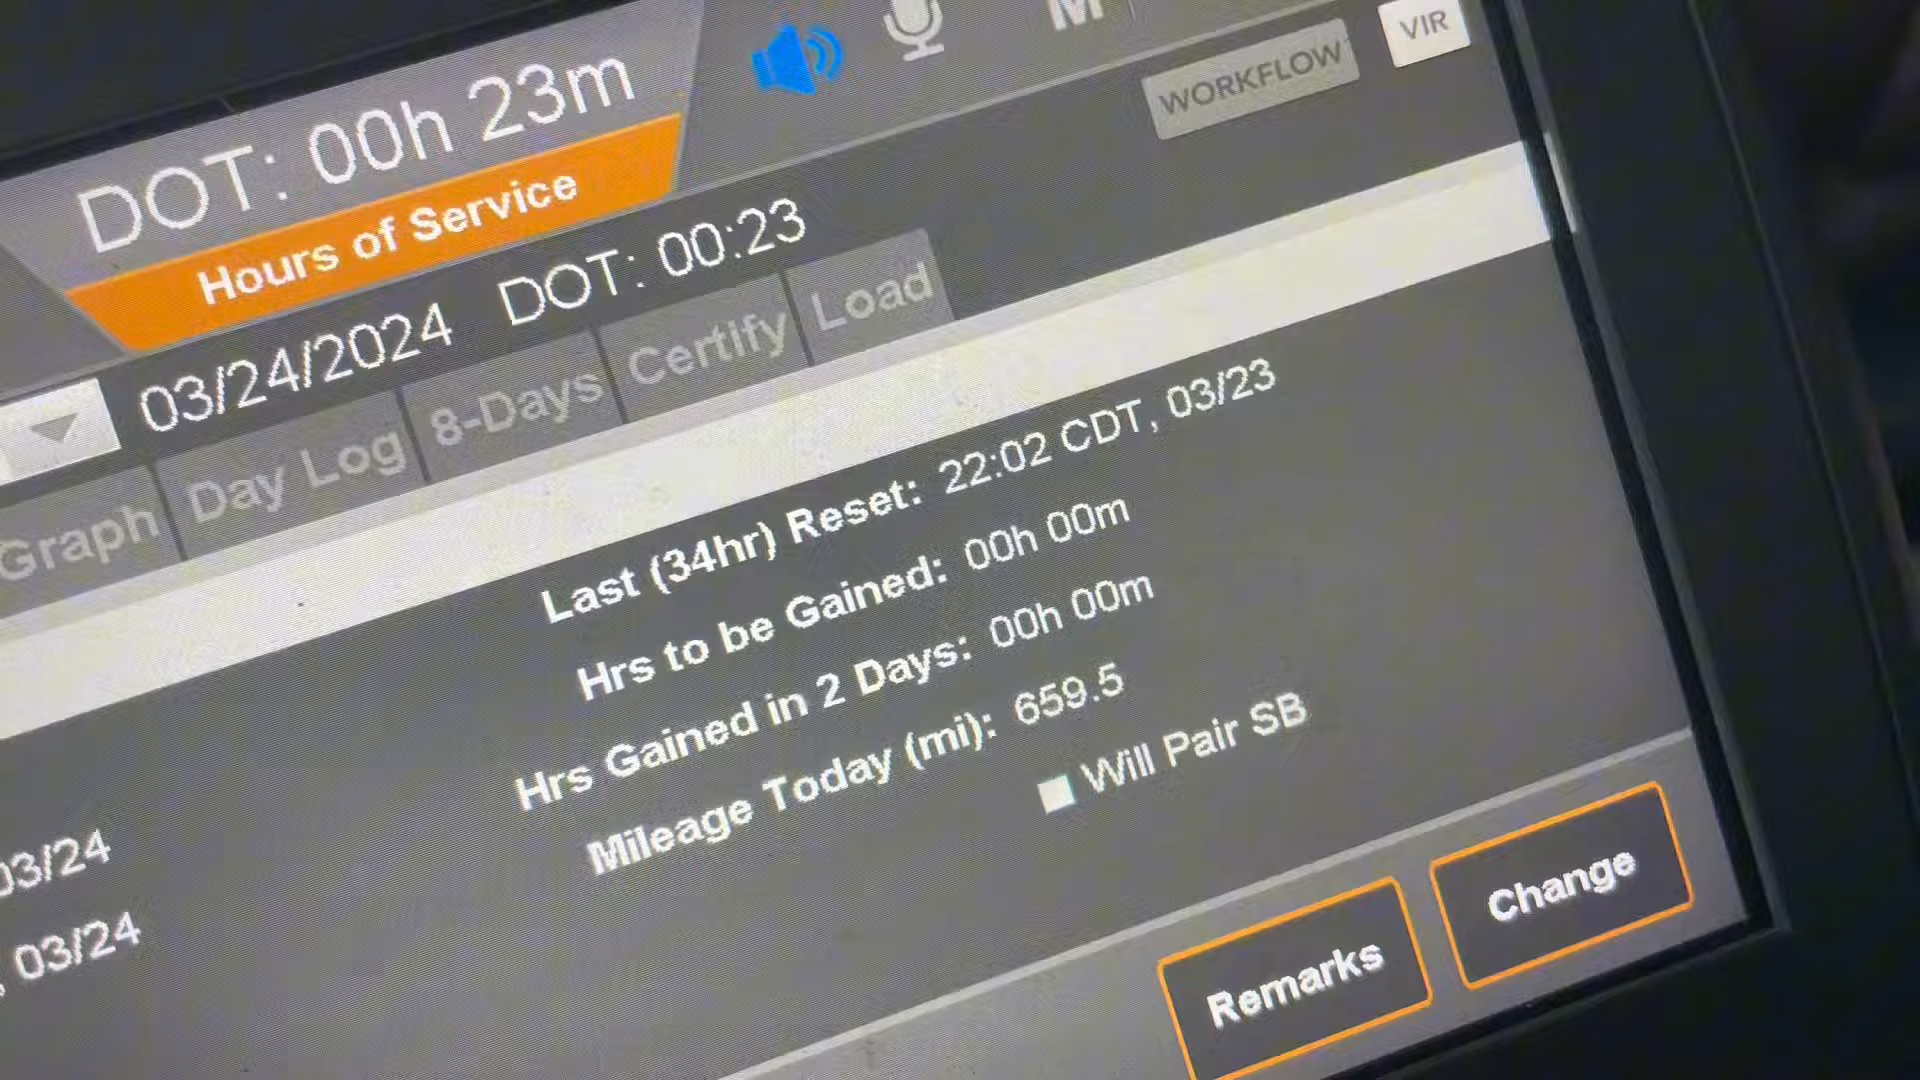 M
DOT: 00h 23m
WORKFLOW
VIR
Hours of Service
03/24/2024 DOT: 00:23
Graph Day Log 8-Days Certify Load
Last (34hr) Reset: 22:02 CDT, 03/23
Hrs to be Gained: 00h 00m
Hrs Gained in 2 Days: 00h 00m
Mileage Today (mi): 659.5
Will Pair SB
03/24
, 03/24
Remarks
Change